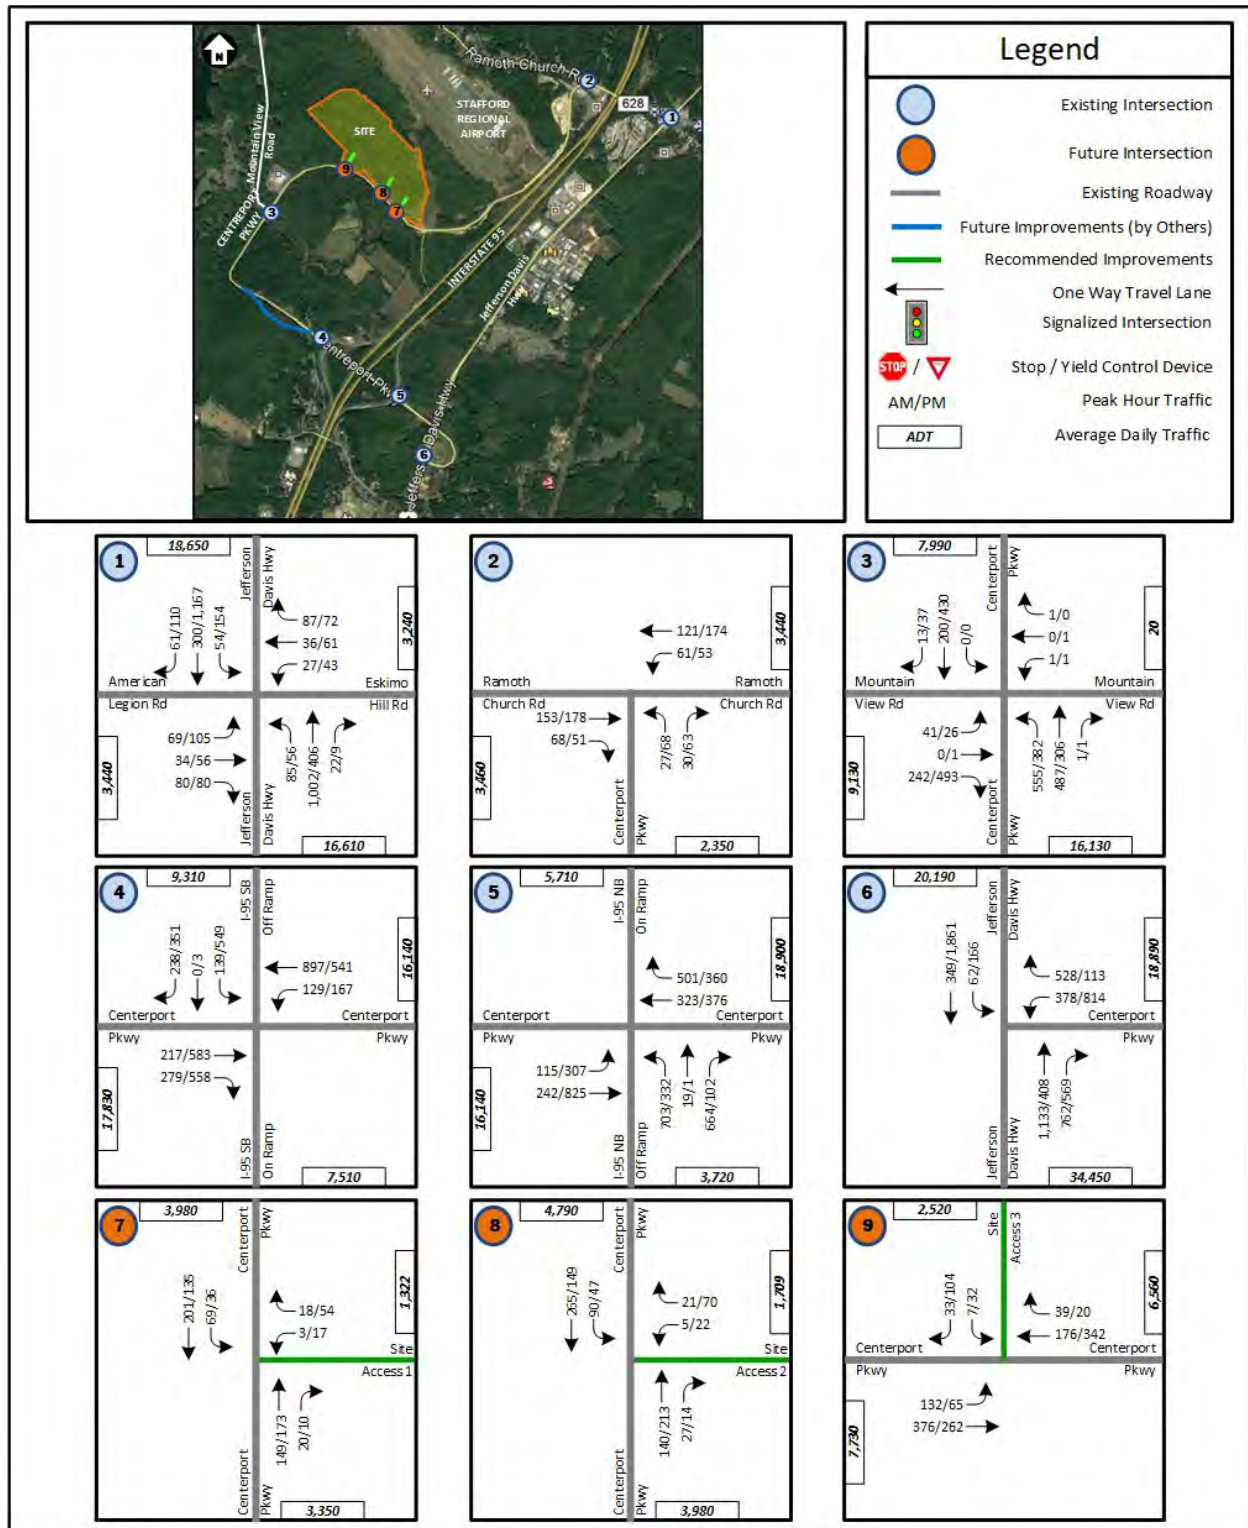 N
Ramoth Church R
2
628
1
STAFFORD
REGIONAL
AIRPORT
SITE
Mountain View
Road
9
8
7
3
CENTREPORT
PKWY
INTERSTATE 95
Jefferson Davis
Hwy
4
entreport Pkwy
5
6
Jefferson Davis Hwy
Legend
Existing Intersection
Future Intersection
Existing Roadway
Future Improvements (by Others)
Recommended Improvements
One Way Travel Lane
Signalized Intersection
STOP / Stop / Yield Control Device
AM/PM Peak Hour Traffic
ADT Average Daily Traffic
1
18,650
Jefferson
Davis Hwy
3,240
61/110
300/1,167
54/154
87/72
36/61
27/43
American
Legion Rd
Eskimo
Hill Rd
3,440
69/105
34/56
80/80
85/56
1,002/406
22/9
Jefferson
Davis Hwy
16,610
2
3,440
121/174
61/53
Ramoth
Church Rd
Ramoth
Church Rd
3,460
153/178
68/51
27/68
30/63
Centerport
Pkwy
2,350
3
7,990
Centerport
Pkwy
20
13/37
200/430
0/0
1/0
0/1
1/1
Mountain
View Rd
Mountain
View Rd
9,130
41/26
0/1
242/493
555/382
487/306
1/1
Centerport
Pkwy
16,130
4
9,310
I-95 SB
Off Ramp
16,140
238/351
0/3
139/549
897/541
129/167
Centerport
Pkwy
Centerport
Pkwy
17,830
217/583
279/558
I-95 SB
On Ramp
7,510
5
5,710
I-95 NB
On Ramp
18,900
501/360
323/376
Centerport
Pkwy
Centerport
Pkwy
16,140
115/307
242/825
703/332
19/1
664/102
I-95 NB
Off Ramp
3,720
6
20,190
Jefferson
Davis Hwy
18,890
349/1,861
62/166
528/113
378/814
Centerport
Pkwy
1,133/408
762/569
Jefferson
Davis Hwy
34,450
7
3,980
Centerport
Pkwy
1,322
201/135
69/36
18/54
3/17
Site
Access 1
149/173
20/10
Centerport
Pkwy
3,350
8
4,790
Centerport
Pkwy
1,709
265/149
90/47
21/70
5/22
Site
Access 2
140/213
27/14
Centerport
Pkwy
3,980
9
2,520
Site
Access 3
6,560
33/104
7/32
39/20
176/342
Centerport
Pkwy
Centerport
Pkwy
7,730
132/65
376/262